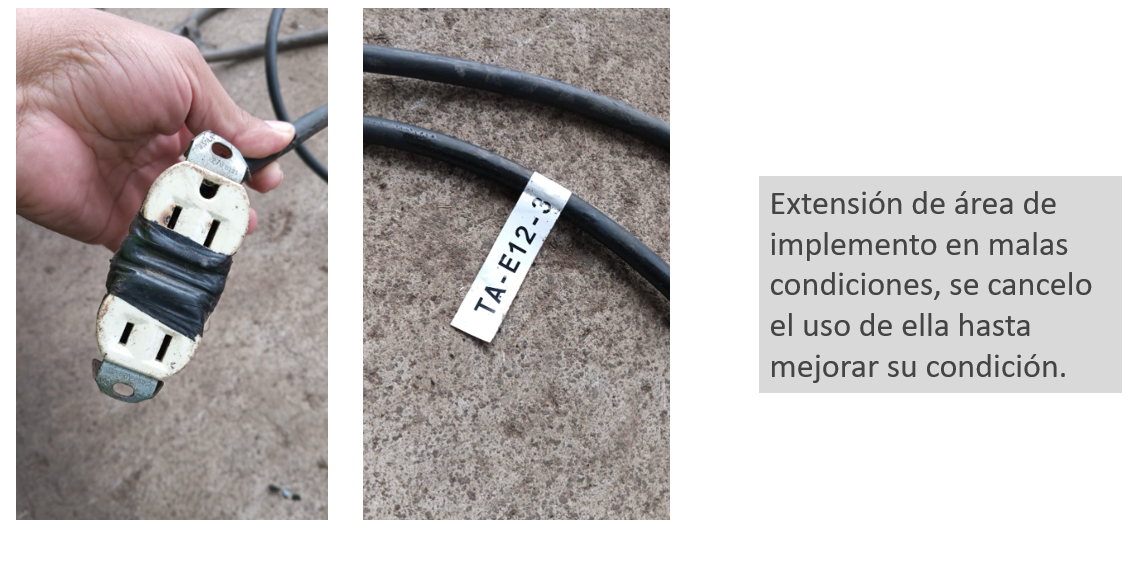 TA-E12-3
Extensión de área de
implemento en malas
condiciones, se cancelo
el uso de ella hasta
mejorar su condición.